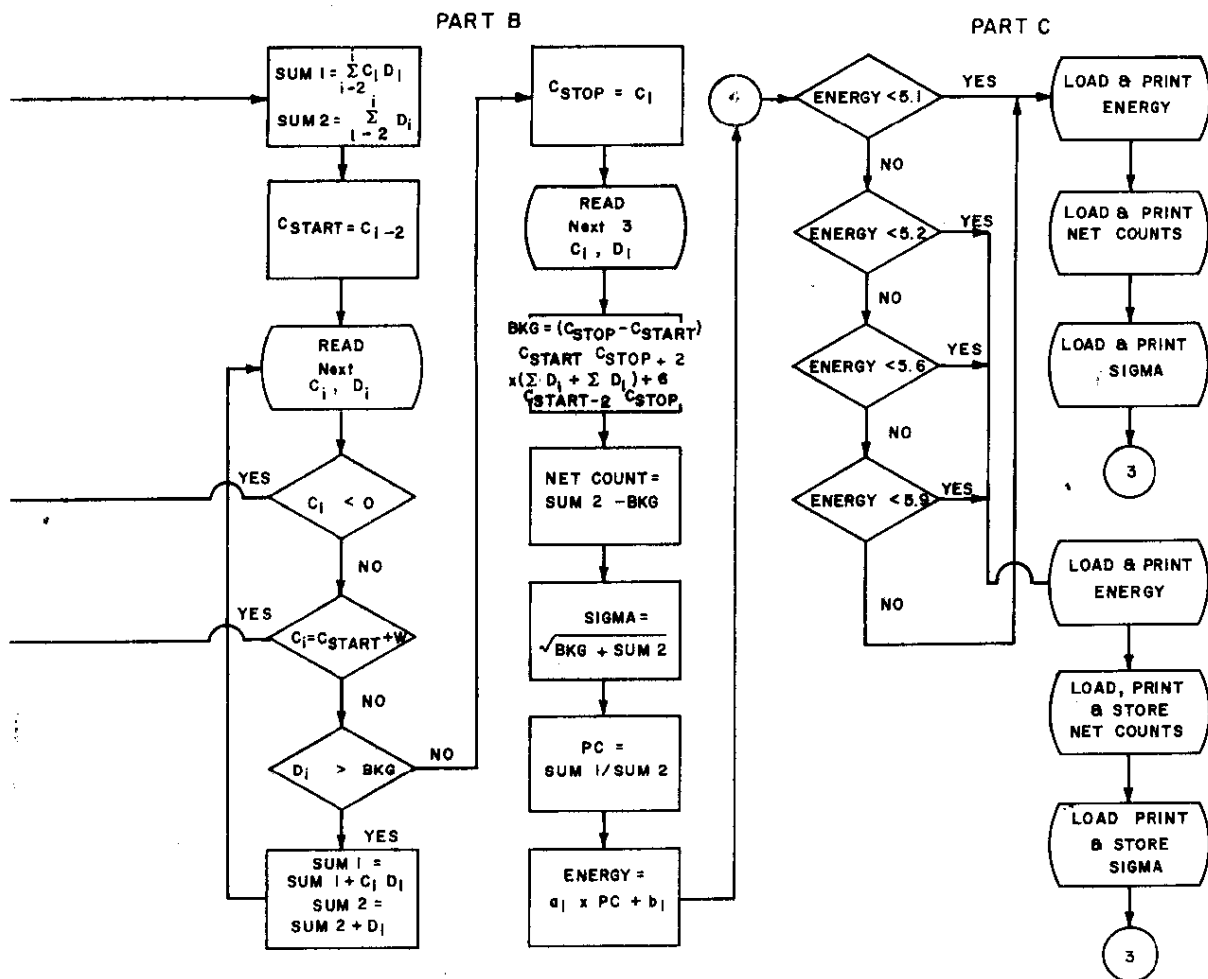 PART B
SUM 1 = Σ C_i D_i
i-2
i
SUM 2 = Σ D_i
i-2
C_START = C_i-2
READ
Next
C_i , D_i
YES
C_i < 0
NO
YES
C_i=C_START+W
NO
D_i > BKG
NO
YES
SUM 1 =
SUM 1 + C_i D_i
SUM 2 =
SUM 2 + D_i
C_STOP = C_i
READ
Next 3
C_i , D_i
BKG = (C_STOP - C_START)
C_START C_STOP + 2
x(Σ D_i + Σ D_i) ÷ 6
C_START-2 C_STOP
NET COUNT =
SUM 2 - BKG
SIGMA =
√BKG + SUM 2
PC =
SUM 1/SUM 2
ENERGY =
a_i x PC + b_i
PART C
ENERGY <5.1
YES
NO
ENERGY <5.2
YES
NO
ENERGY <5.6
YES
NO
ENERGY <5.9
YES
NO
LOAD & PRINT
ENERGY
LOAD & PRINT
NET COUNTS
LOAD & PRINT
SIGMA
3
LOAD & PRINT
ENERGY
LOAD, PRINT
& STORE
NET COUNTS
LOAD PRINT
& STORE
SIGMA
3